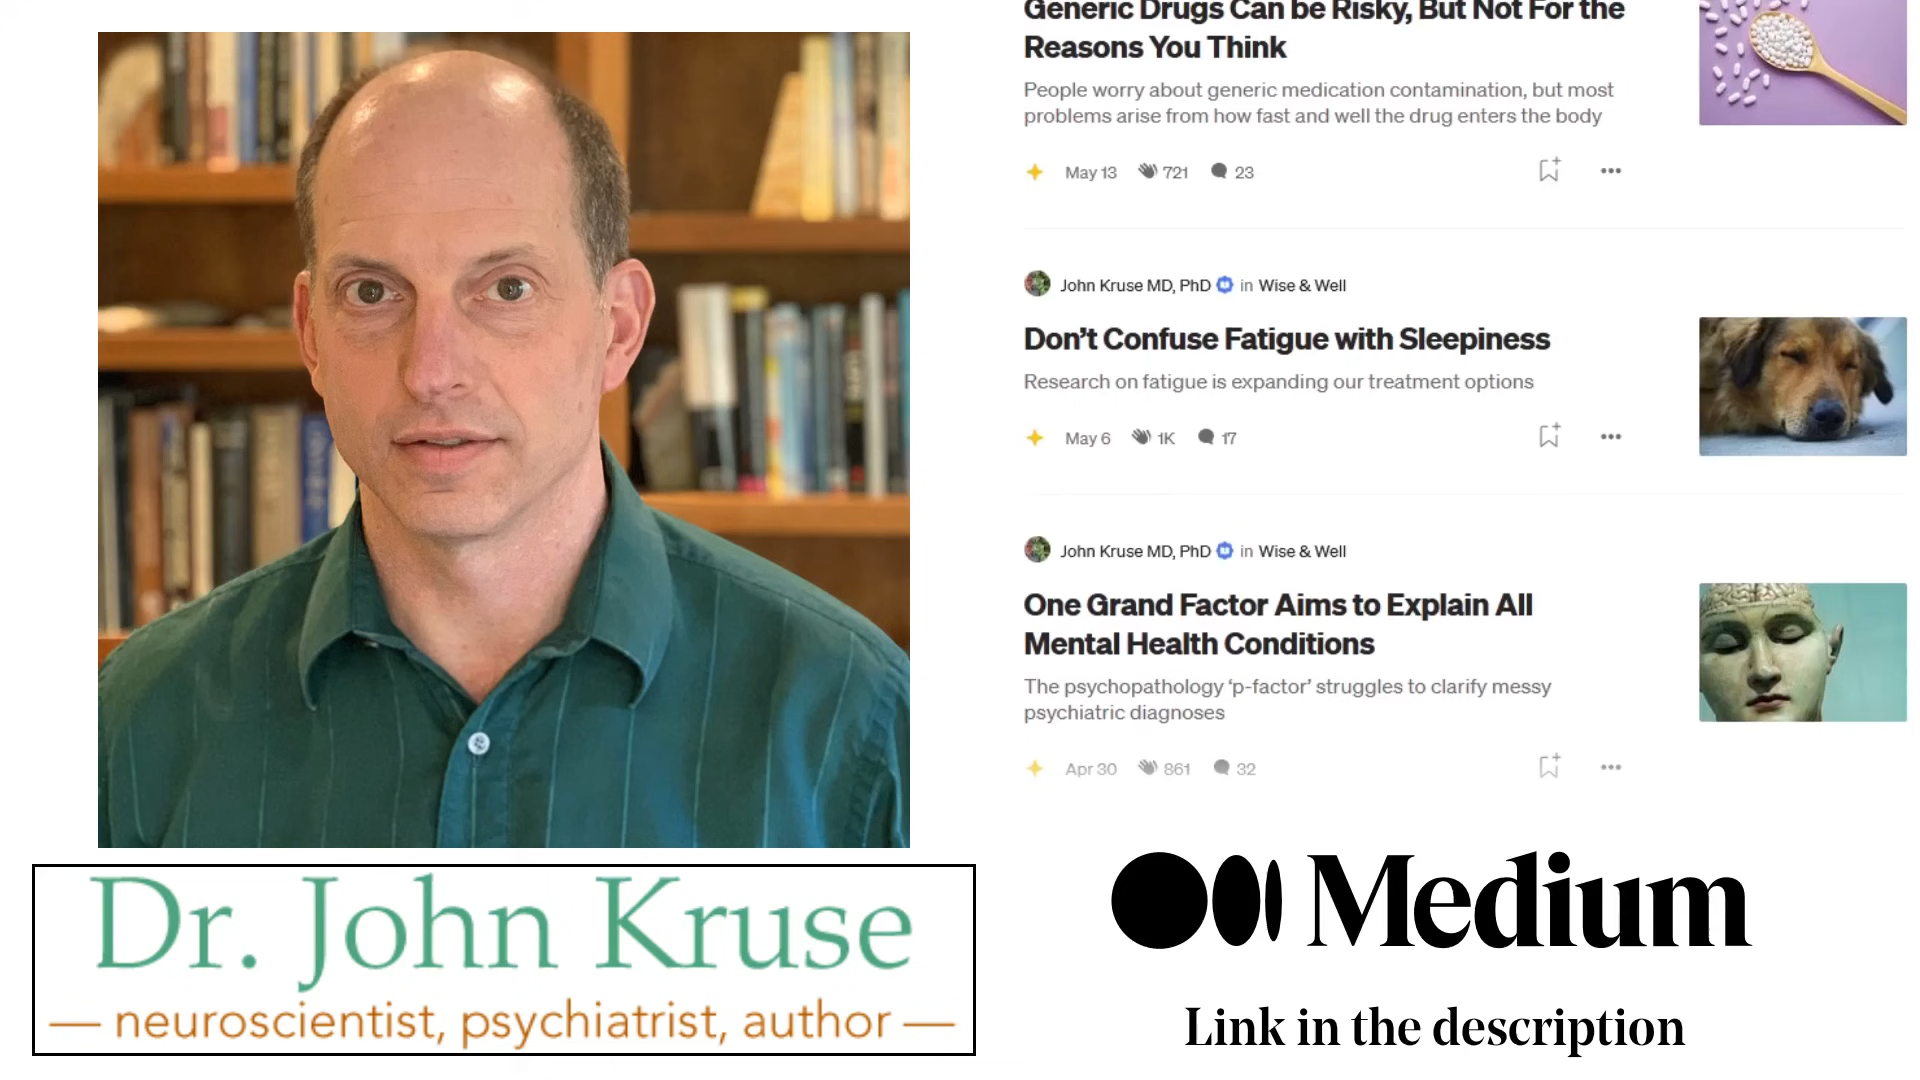 Generic Drugs Can be Risky, But Not For the
Reasons You Think
People worry about generic medication contamination, but most
problems arise from how fast and well the drug enters the body
May 13 721 23
John Kruse MD, PhD in Wise & Well
Don’t Confuse Fatigue with Sleepiness
Research on fatigue is expanding our treatment options
May 6 1K 17
John Kruse MD, PhD in Wise & Well
One Grand Factor Aims to Explain All
Mental Health Conditions
The psychopathology ‘p-factor’ struggles to clarify messy
psychiatric diagnoses
Apr 30 861 32
Dr. John Kruse
— neuroscientist, psychiatrist, author —
Medium
Link in the description